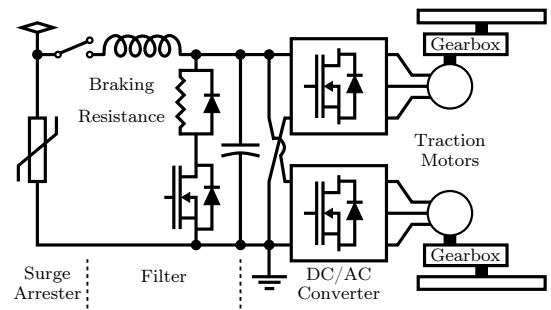 Gearbox
Braking
Resistance
Traction
Motors
Gearbox
Surge
Arrester
Filter
DC/AC
Converter